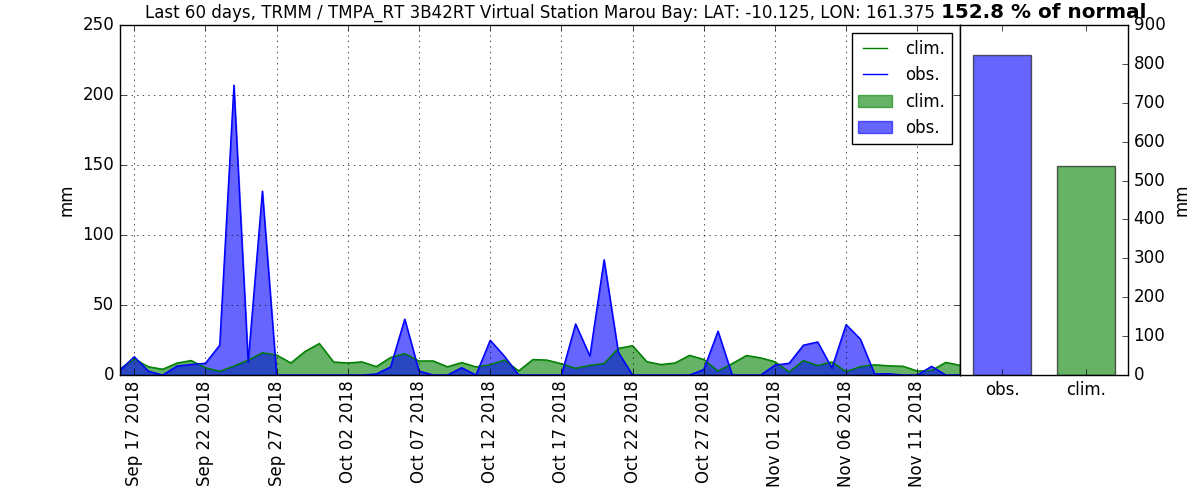 Last 60 days, TRMM / TMPA_RT 3B42RT Virtual Station Marou Bay: LAT: -10.125, LON: 161.375 152.8 % of normal
250
200
150
100
50
0
mm
clim.
obs.
clim.
obs.
900
800
700
600
500
400
300
200
100
0
mm
obs.
clim.
Sep 17 2018
Sep 22 2018
Sep 27 2018
Oct 02 2018
Oct 07 2018
Oct 12 2018
Oct 17 2018
Oct 22 2018
Oct 27 2018
Nov 01 2018
Nov 06 2018
Nov 11 2018